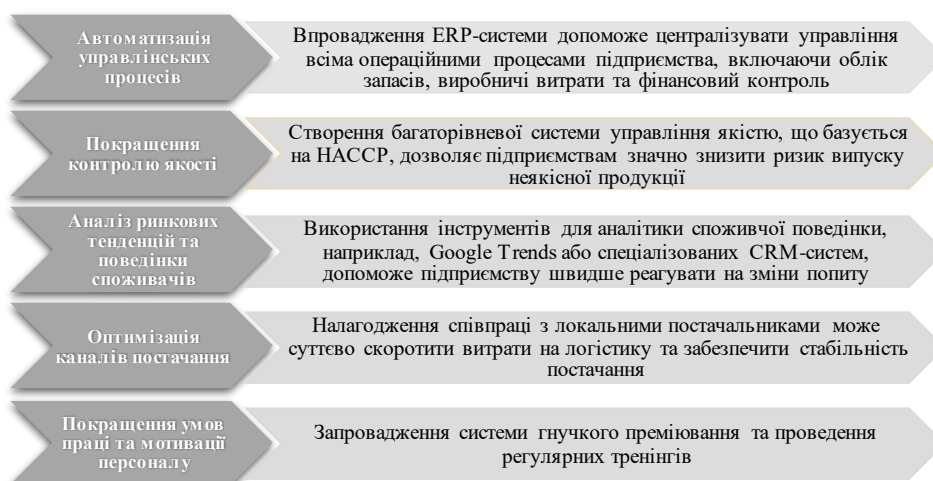 Автоматизація
управлінських
процесів
Впровадження ERP-системи допоможе централізувати управління
всіма операційними процесами підприємства, включаючи облік
запасів, виробничі витрати та фінансовий контроль
Покращення
контролю якості
Створення багаторівневої системи управління якістю, що базується
на HACCP, дозволяє підприємствам значно знизити ризик випуску
неякісної продукції
Аналіз ринкових
тенденцій та
поведінки
споживачів
Використання інструментів для аналітики споживчої поведінки,
наприклад, Google Trends або спеціалізованих CRM-систем,
допоможе підприємству швидше реагувати на зміни попиту
Оптимізація
каналів постачання
Налагодження співпраці з локальними постачальниками може
суттєво скоротити витрати на логістику та забезпечити стабільність
постачання
Покращення умов
праці та мотивації
персоналу
Запровадження системи гнучкого преміювання та проведення
регулярних тренінгів